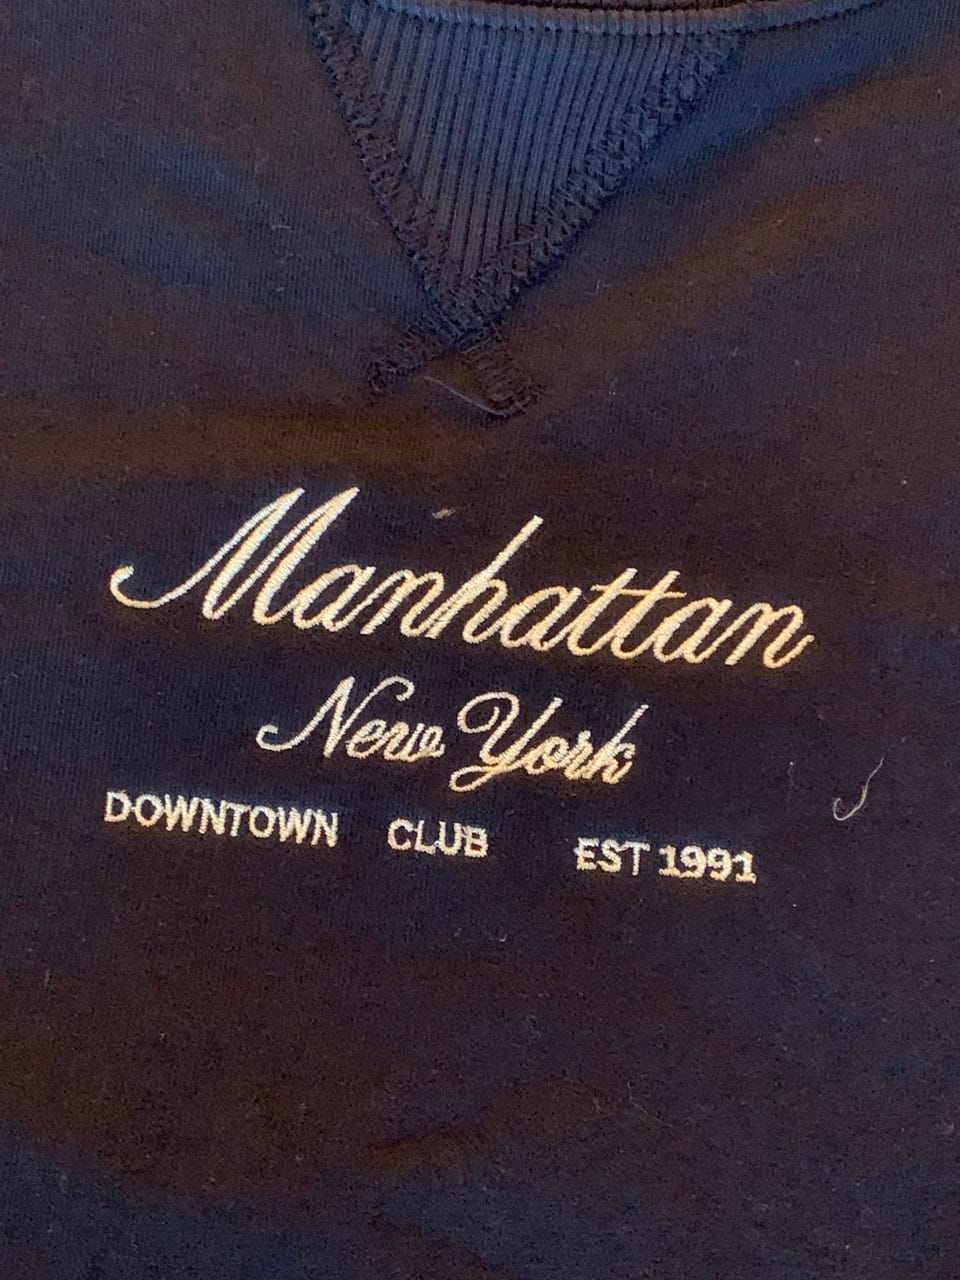 Manhattan
New York
DOWNTOWN CLUB EST 1991